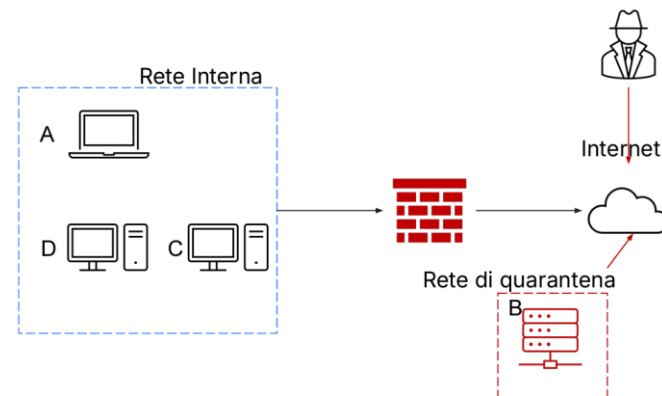 Rete Interna
A
Internet
D
C
Rete di quarantena
B